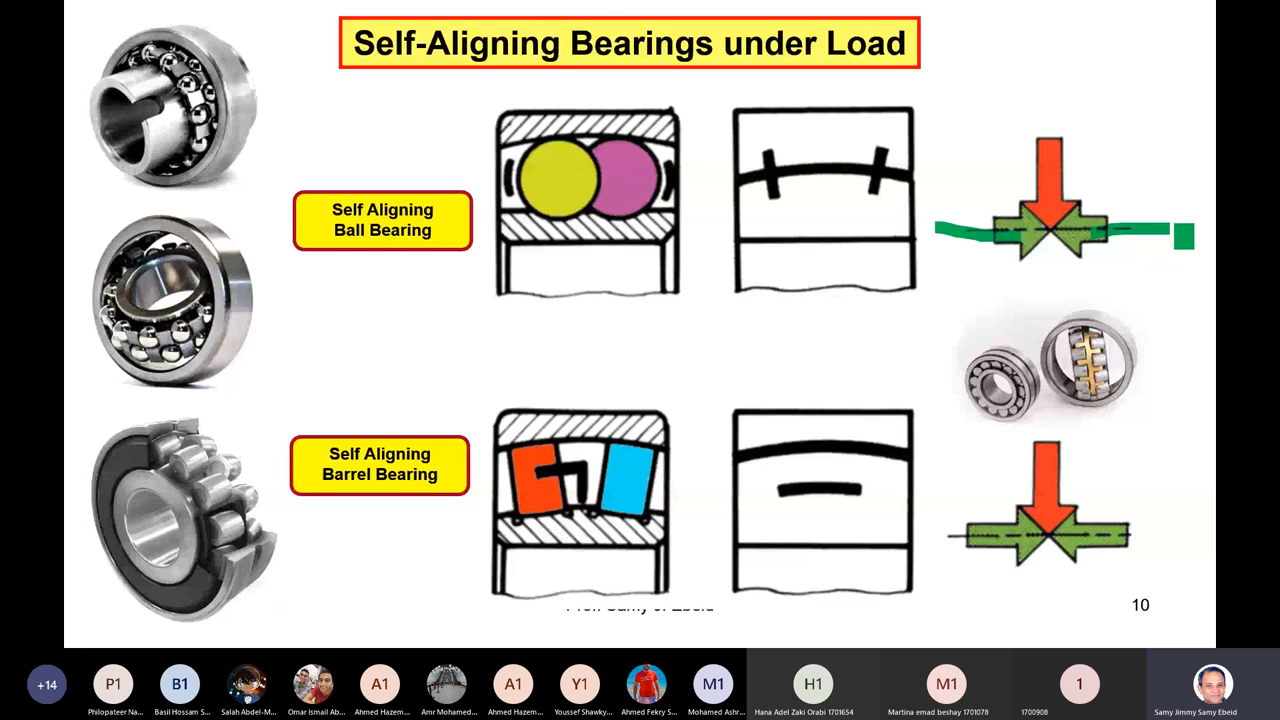 Self-Aligning Bearings under Load
Self Aligning
Ball Bearing
Self Aligning
Barrel Bearing
10
+14
P1
B1
A1
A1
Y1
M1
H1
M1
1
Philopateer Na...
Basil Hossam S...
Salah Abdel-M...
Omar Ismail Ab...
Ahmed Hazem...
Amr Mohamed...
Ahmed Hazem...
Youssef Shawky...
Ahmed Fekry S...
Mohamed Ashr...
Hana Adel Zaki Orabi 1701654
Martina emad beshay 1701078
1700908
Samy Jimmy Samy Ebeid